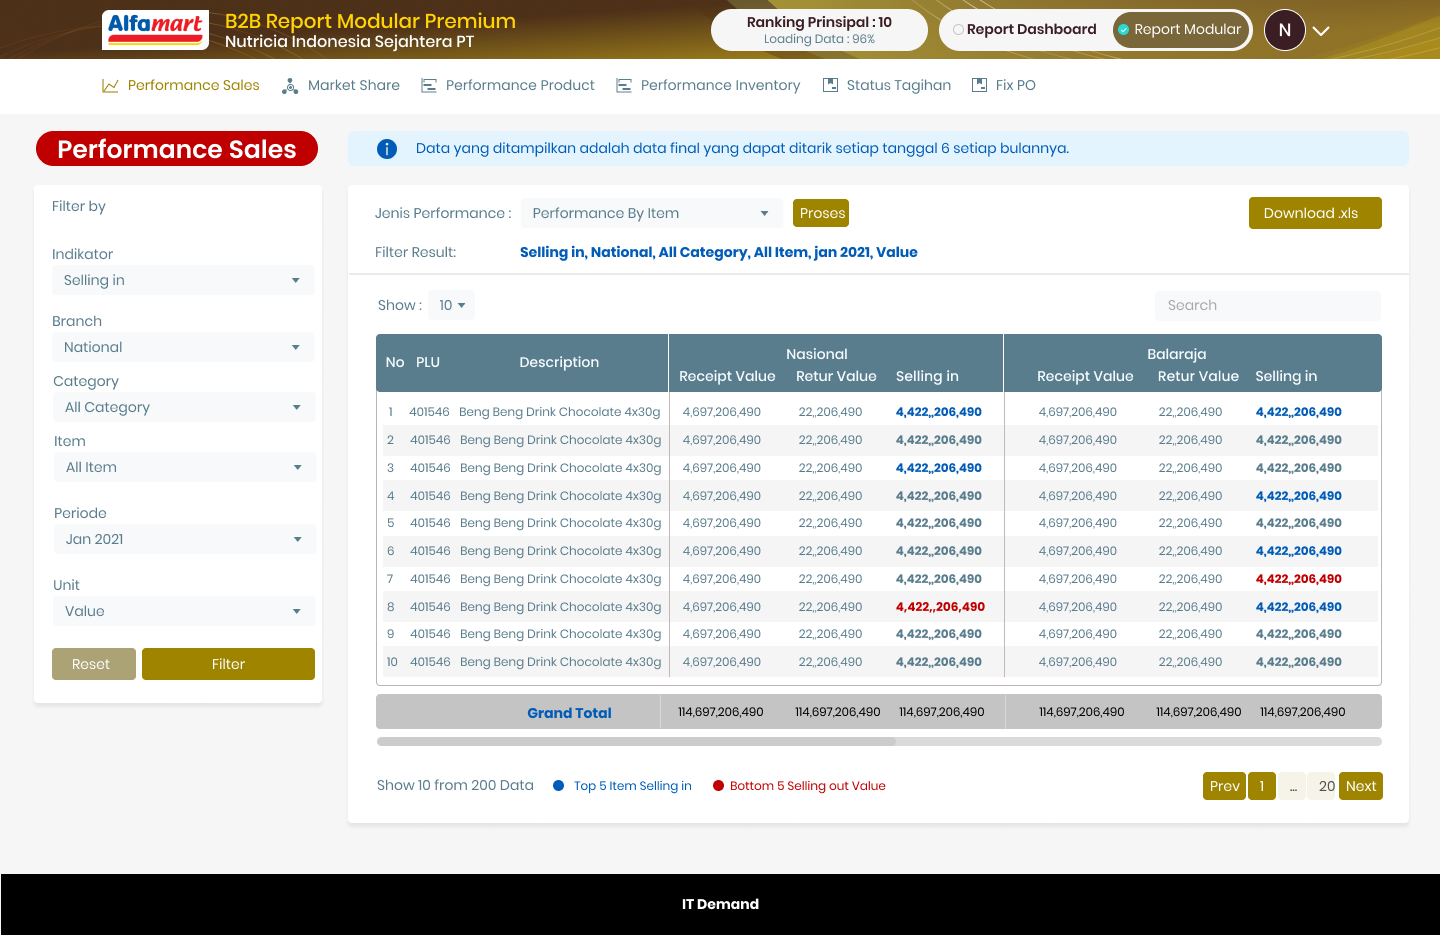 Alfamart
B2B Report Modular Premium
Nutricia Indonesia Sejahtera PT
Ranking Prinsipal : 10
Loading Data : 96%
Report Dashboard
Report Modular
N
Performance Sales
Market Share
Performance Product
Performance Inventory
Status Tagihan
Fix PO
Performance Sales
Data yang ditampilkan adalah data final yang dapat ditarik setiap tanggal 6 setiap bulannya.
Filter by
Indikator
Selling in
Branch
National
Category
All Category
Item
All Item
Periode
Jan 2021
Unit
Value
Reset
Filter
Jenis Performance :
Performance By Item
Proses
Download .xls
Filter Result:
Selling in, National, All Category, All Item, jan 2021, Value
Show :
10
Search
Nasional Balaraja
No PLU Description Receipt Value Retur Value Selling in Receipt Value Retur Value Selling in
1 401546 Beng Beng Drink Chocolate 4x30g 4,697,206,490 22,,206,490 4,422,,206,490 4,697,206,490 22,,206,490 4,422,,206,490
2 401546 Beng Beng Drink Chocolate 4x30g 4,697,206,490 22,,206,490 4,422,,206,490 4,697,206,490 22,,206,490 4,422,,206,490
3 401546 Beng Beng Drink Chocolate 4x30g 4,697,206,490 22,,206,490 4,422,,206,490 4,697,206,490 22,,206,490 4,422,,206,490
4 401546 Beng Beng Drink Chocolate 4x30g 4,697,206,490 22,,206,490 4,422,,206,490 4,697,206,490 22,,206,490 4,422,,206,490
5 401546 Beng Beng Drink Chocolate 4x30g 4,697,206,490 22,,206,490 4,422,,206,490 4,697,206,490 22,,206,490 4,422,,206,490
6 401546 Beng Beng Drink Chocolate 4x30g 4,697,206,490 22,,206,490 4,422,,206,490 4,697,206,490 22,,206,490 4,422,,206,490
7 401546 Beng Beng Drink Chocolate 4x30g 4,697,206,490 22,,206,490 4,422,,206,490 4,697,206,490 22,,206,490 4,422,,206,490
8 401546 Beng Beng Drink Chocolate 4x30g 4,697,206,490 22,,206,490 4,422,,206,490 4,697,206,490 22,,206,490 4,422,,206,490
9 401546 Beng Beng Drink Chocolate 4x30g 4,697,206,490 22,,206,490 4,422,,206,490 4,697,206,490 22,,206,490 4,422,,206,490
10 401546 Beng Beng Drink Chocolate 4x30g 4,697,206,490 22,,206,490 4,422,,206,490 4,697,206,490 22,,206,490 4,422,,206,490
Grand Total 114,697,206,490 114,697,206,490 114,697,206,490 114,697,206,490 114,697,206,490 114,697,206,490
Show 10 from 200 Data
Top 5 Item Selling in
Bottom 5 Selling out Value
Prev 1 ... 20 Next
IT Demand